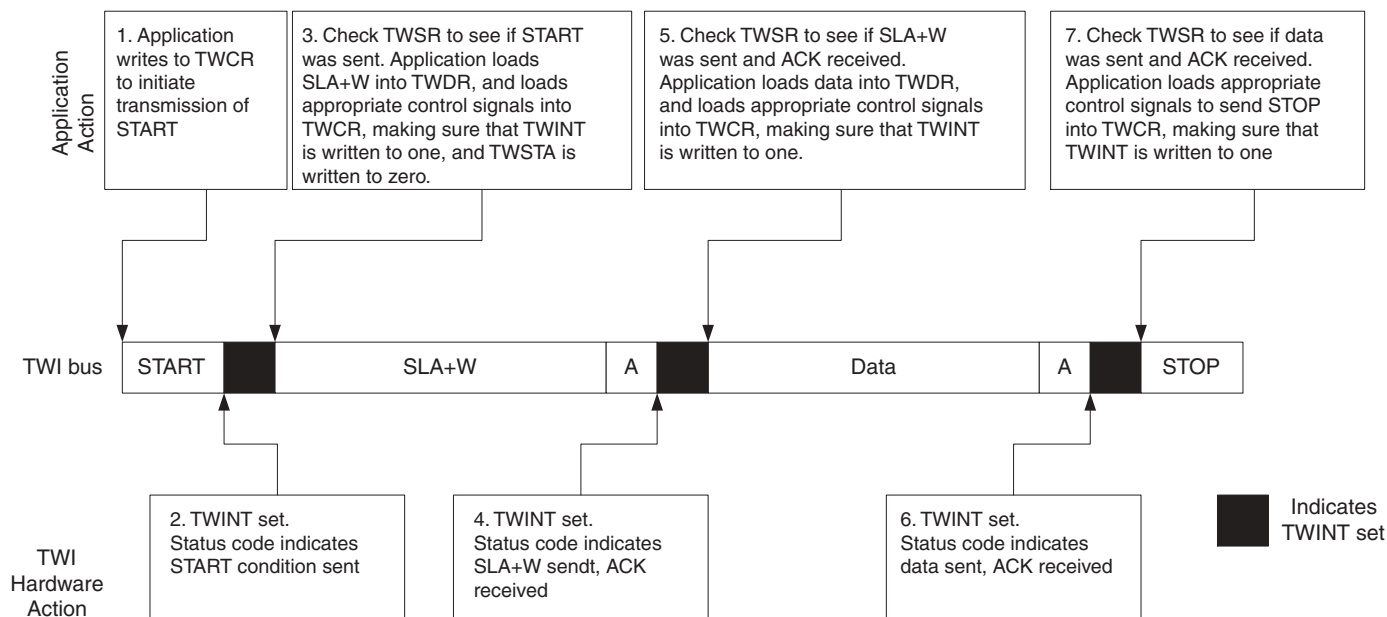 Application
Action
1. Application
writes to TWCR
to initiate
transmission of
START
3. Check TWSR to see if START
was sent. Application loads
SLA+W into TWDR, and loads
appropriate control signals into
TWCR, making sure that TWINT
is written to one, and TWSTA is
written to zero.
5. Check TWSR to see if SLA+W
was sent and ACK received.
Application loads data into TWDR,
and loads appropriate control signals
into TWCR, making sure that TWINT
is written to one.
7. Check TWSR to see if data
was sent and ACK received.
Application loads appropriate
control signals to send STOP
into TWCR, making sure that
TWINT is written to one
TWI bus
START
SLA+W
A
Data
A
STOP
TWI
Hardware
Action
2. TWINT set.
Status code indicates
START condition sent
4. TWINT set.
Status code indicates
SLA+W sendt, ACK
received
6. TWINT set.
Status code indicates
data sent, ACK received
Indicates
TWINT set